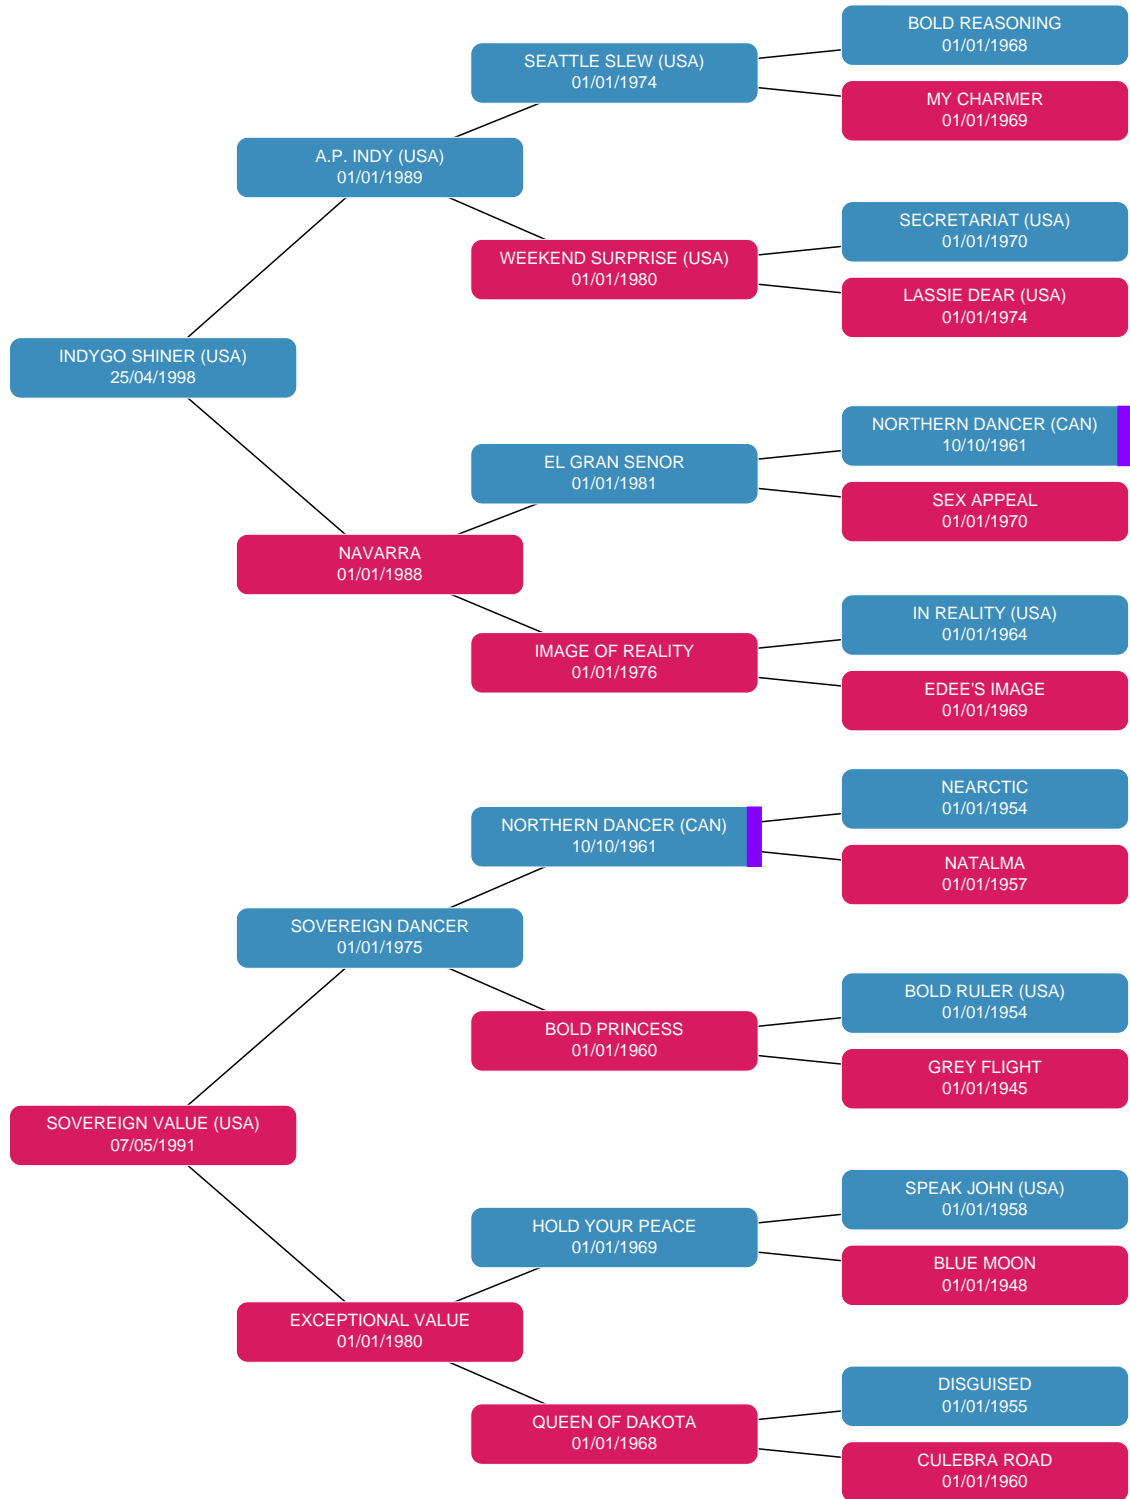 BOLD REASONING
01/01/1968
SEATTLE SLEW (USA)
01/01/1974
MY CHARMER
01/01/1969
A.P. INDY (USA)
01/01/1989
SECRETARIAT (USA)
01/01/1970
WEEKEND SURPRISE (USA)
01/01/1980
LASSIE DEAR (USA)
01/01/1974
INDYGO SHINER (USA)
25/04/1998
NORTHERN DANCER (CAN)
10/10/1961
EL GRAN SENOR
01/01/1981
SEX APPEAL
01/01/1970
NAVARRA
01/01/1988
IN REALITY (USA)
01/01/1964
IMAGE OF REALITY
01/01/1976
EDEE'S IMAGE
01/01/1969
NEARCTIC
01/01/1954
NORTHERN DANCER (CAN)
10/10/1961
NATALMA
01/01/1957
SOVEREIGN DANCER
01/01/1975
BOLD RULER (USA)
01/01/1954
BOLD PRINCESS
01/01/1960
GREY FLIGHT
01/01/1945
SOVEREIGN VALUE (USA)
07/05/1991
SPEAK JOHN (USA)
01/01/1958
HOLD YOUR PEACE
01/01/1969
BLUE MOON
01/01/1948
EXCEPTIONAL VALUE
01/01/1980
DISGUISED
01/01/1955
QUEEN OF DAKOTA
01/01/1968
CULEBRA ROAD
01/01/1960